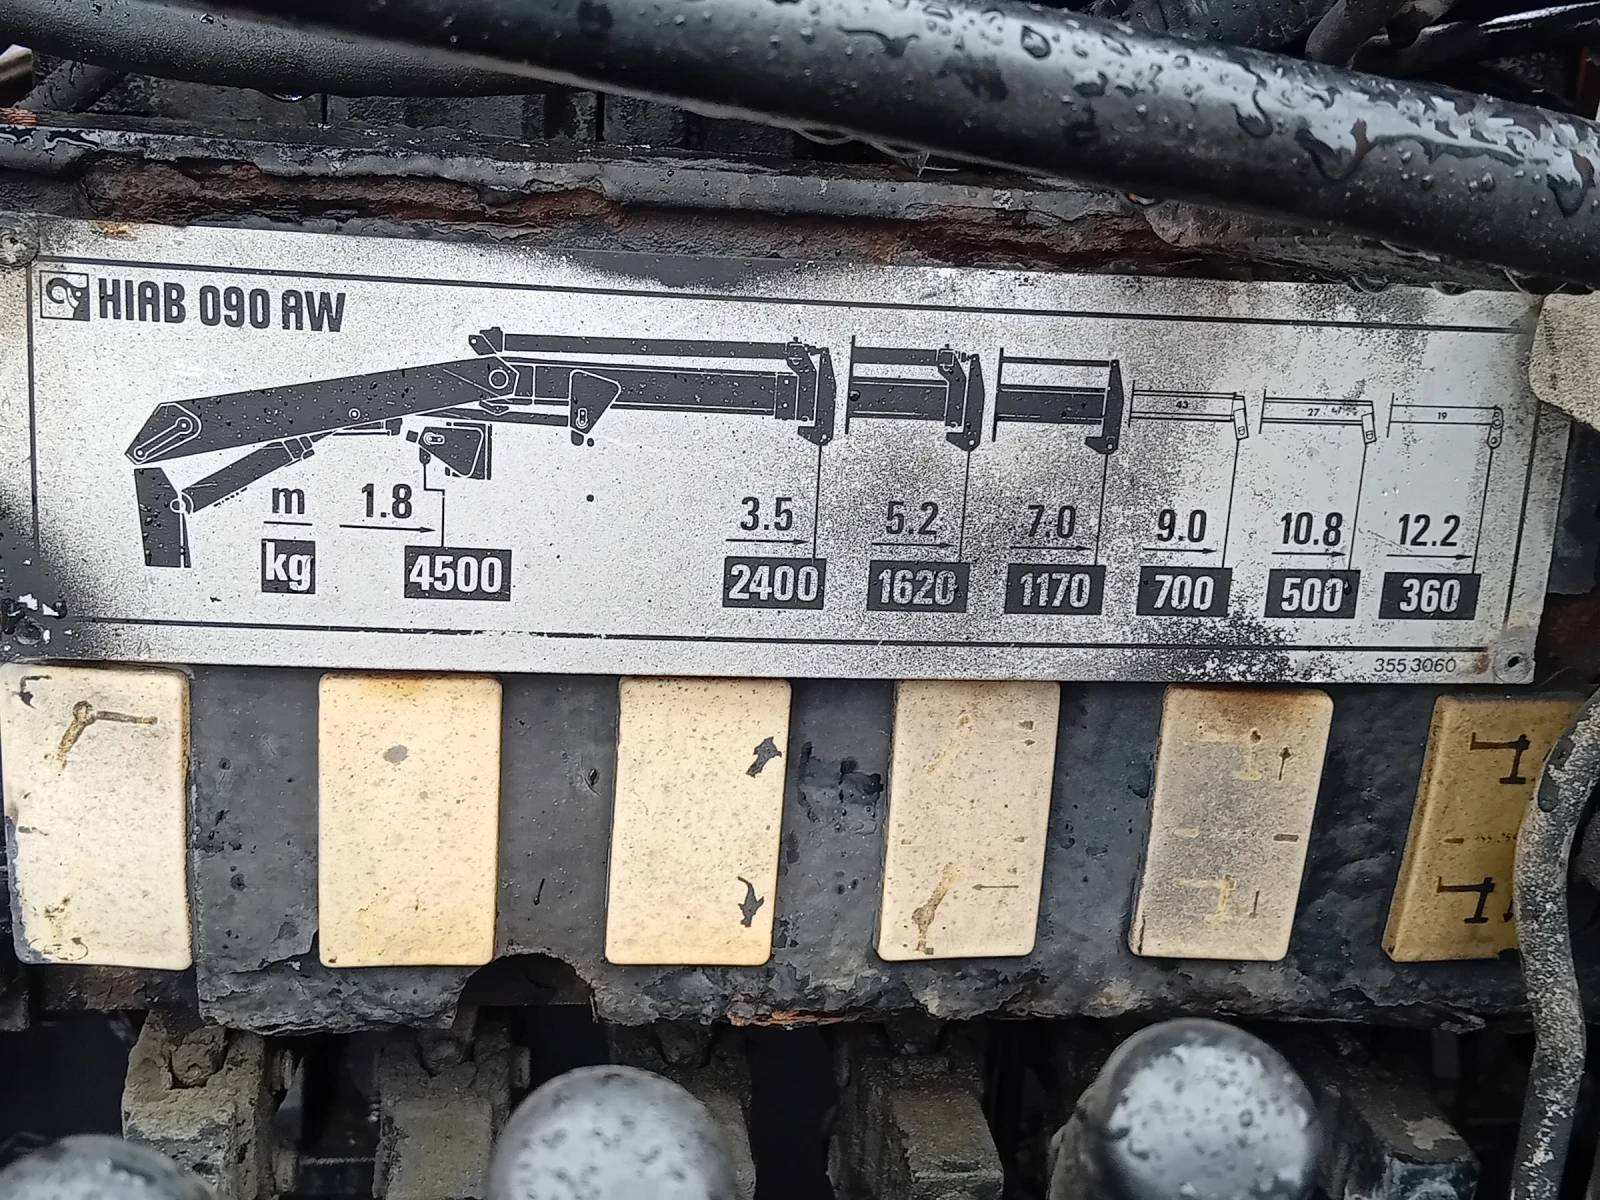 HIAB 090 AW
43 27 19
m 1.8 3.5 5.2 7.0 9.0 10.8 12.2
kg 4500 2400 1620 1170 700 500 360
355 3060